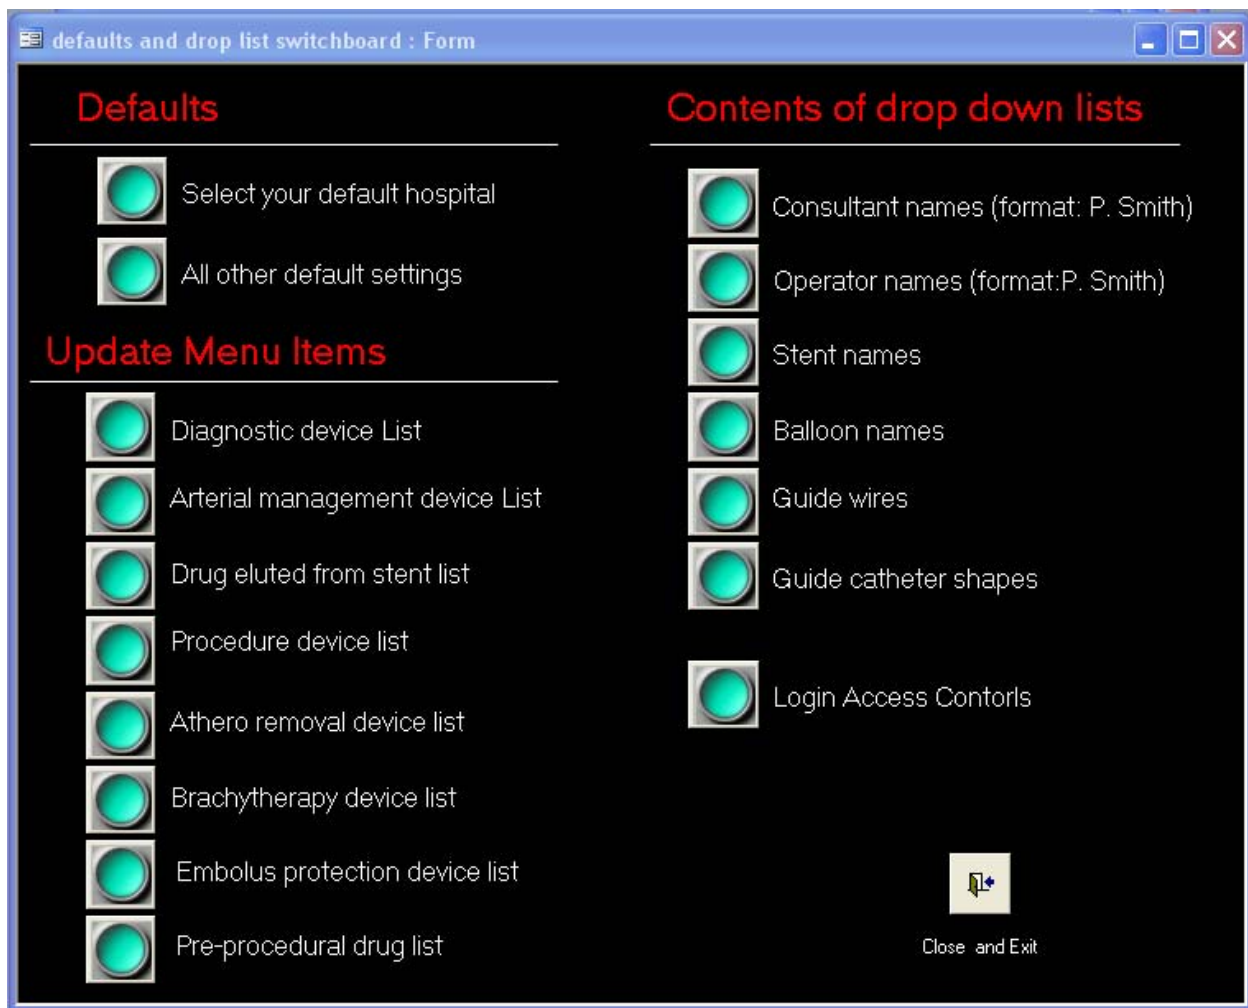 defaults and drop list switchboard : Form
Defaults
Select your default hospital
All other default settings
Update Menu Items
Diagnostic device List
Arterial management device List
Drug eluted from stent list
Procedure device list
Athero removal device list
Brachytherapy device list
Embolus protection device list
Pre-procedural drug list
Contents of drop down lists
Consultant names (format: P. Smith)
Operator names (format:P. Smith)
Stent names
Balloon names
Guide wires
Guide catheter shapes
Login Access Contorls
Close and Exit